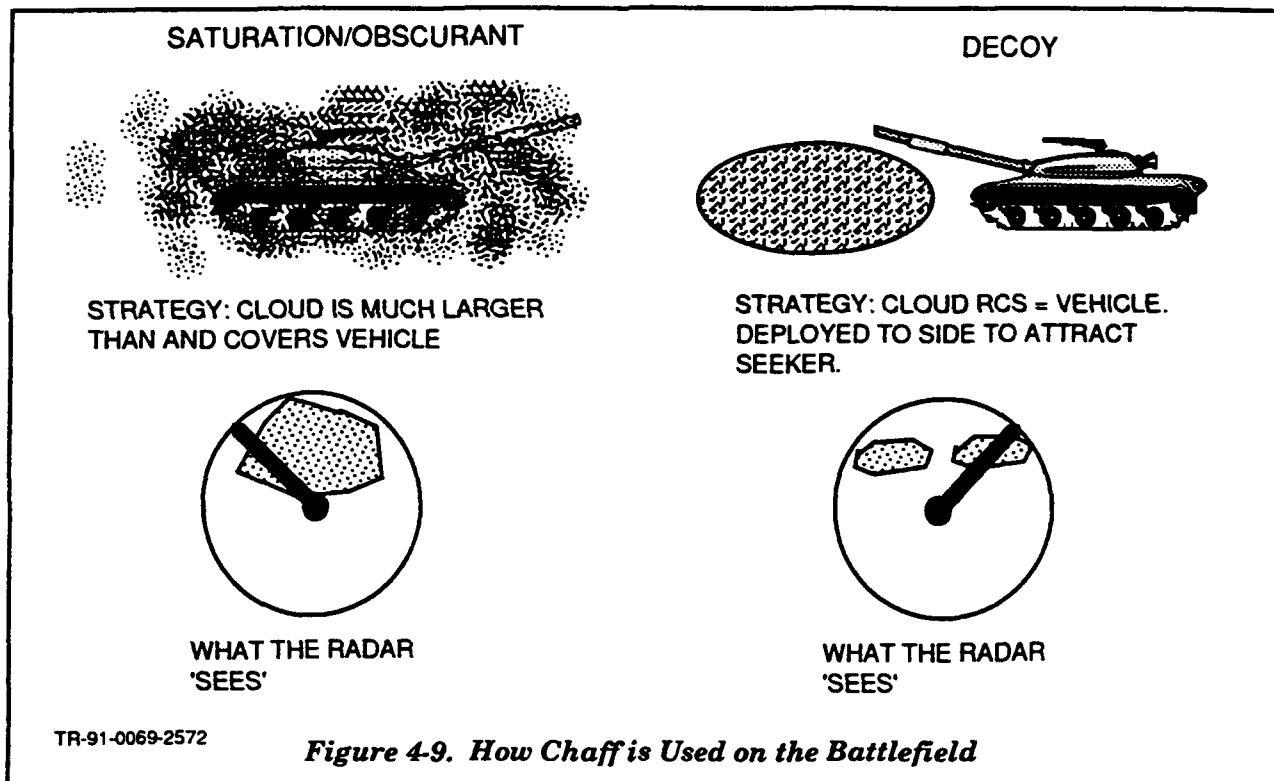 SATURATION/OBSCURANT
STRATEGY: CLOUD IS MUCH LARGER
THAN AND COVERS VEHICLE
WHAT THE RADAR
'SEES'
DECOY
STRATEGY: CLOUD RCS = VEHICLE.
DEPLOYED TO SIDE TO ATTRACT
SEEKER.
WHAT THE RADAR
'SEES'
TR-91-0069-2572
Figure 4-9. How Chaff is Used on the Battlefield